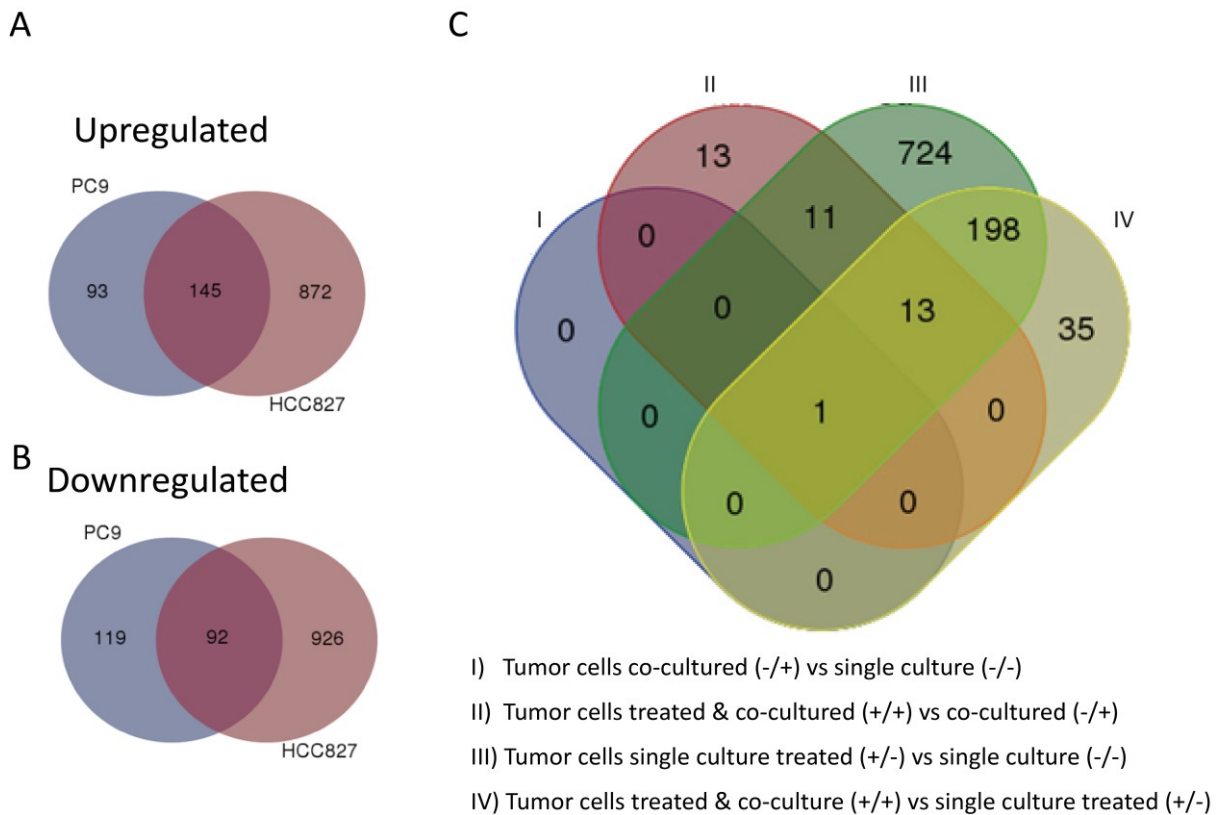 A
Upregulated
PC9
93
145
872
HCC827
B
Downregulated
PC9
119
92
926
HCC827
C
II
III
I
IV
13
724
0
11
198
0
0
13
35
0
1
0
0
0
0
I) Tumor cells co-cultured (-/+) vs single culture (-/-)
II) Tumor cells treated & co-cultured (+/+) vs co-cultured (-/+)
III) Tumor cells single culture treated (+/-) vs single culture (-/-)
IV) Tumor cells treated & co-culture (+/+) vs single culture treated (+/-)